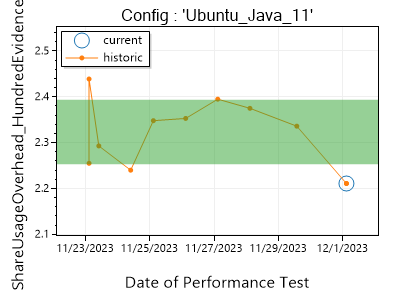 Config : 'Ubuntu_Java_11'
current
historic
ShareUsageOverhead_HundredEvidence
2.5
2.4
2.3
2.2
2.1
11/23/2023
11/25/2023
11/27/2023
11/29/2023
12/1/2023
Date of Performance Test